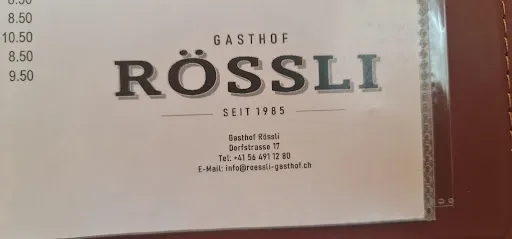 8.50
10.50
8.50
9.50
GASTHOF
RÖSSLI
SEIT 1985
Gasthof Rössli
Dorfstrasse 17
Tel: +41 56 491 12 80
E-Mail: info@roessli-gasthof.ch